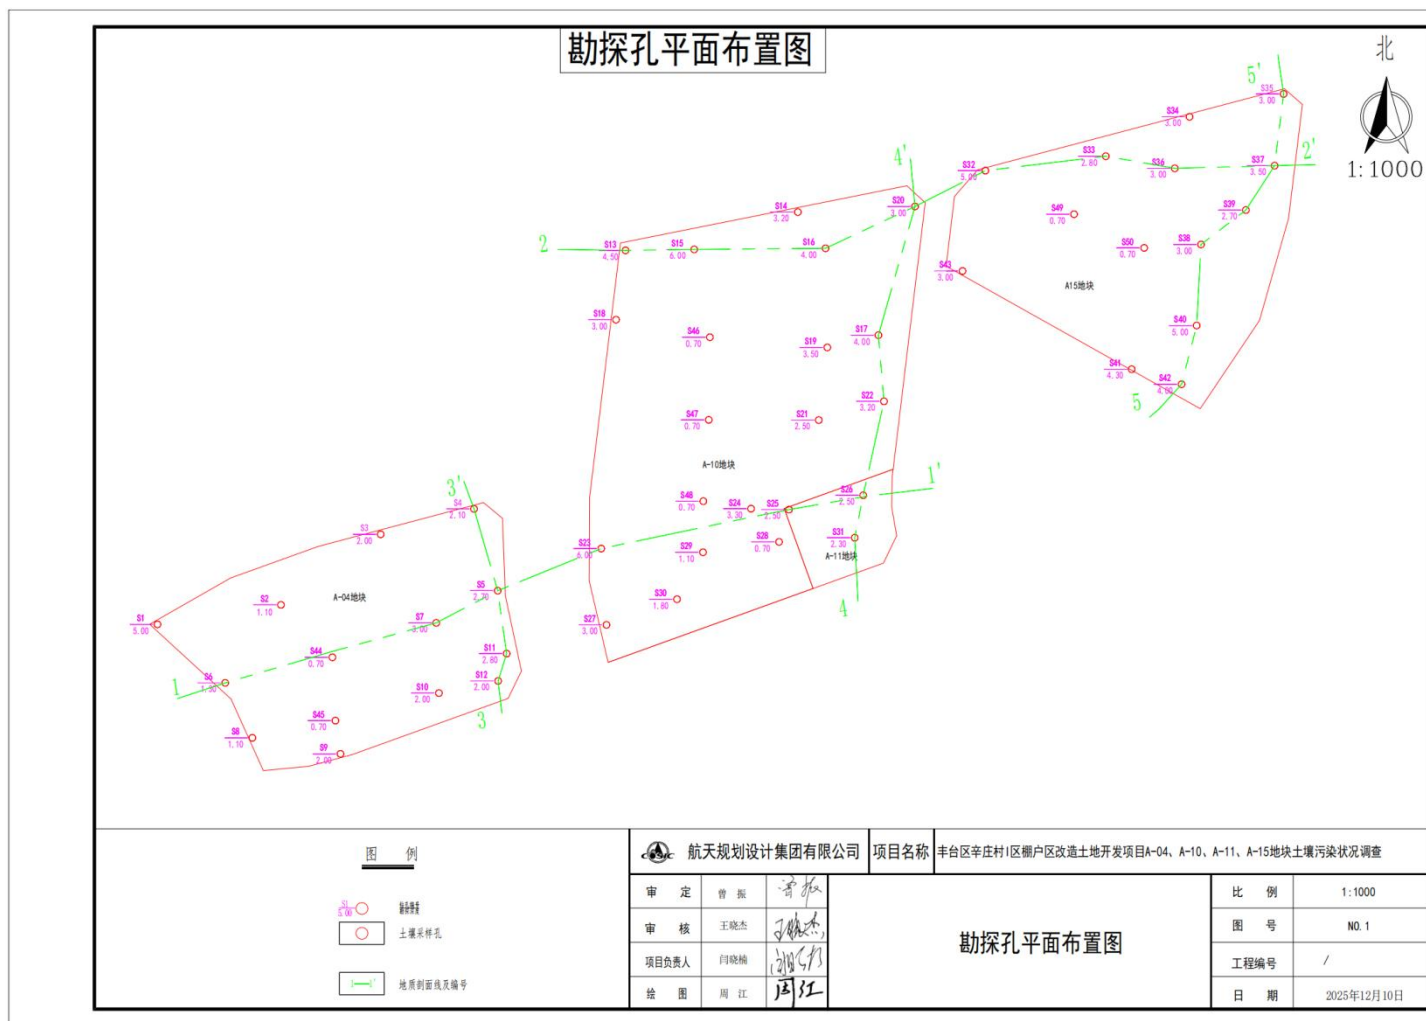 勘探孔平面布置图
北
1:1000
5'
S35
3.00
S34
3.00
4'
S33
2.80
S32
5.00
S36
3.00
S37
3.50
2'
S14
3.20
S20
3.00
S49
0.70
S39
2.70
2
S13
4.50
S15
6.00
S16
4.00
S50
0.70
S38
3.00
S43
3.00
A15地块
S18
3.00
S46
0.70
S19
3.50
S17
4.00
S40
5.00
S41
4.30
S42
4.00
5
S22
3.20
S47
0.70
S21
2.50
A-10地块
1'
3'
S4
2.10
S48
0.70
S24
3.30
S25
2.50
S26
2.50
S3
2.00
S23
6.00
S29
1.10
S28
0.70
S31
2.30
A-11地块
S5
2.70
A-04地块
S2
1.10
S30
1.80
4
S1
5.00
S7
3.00
S27
3.00
S44
0.70
S11
2.80
1
S6
S12
2.00
S10
2.00
3
S45
0.70
S8
1.10
S9
2.00
图 例
S1
5.00
土壤采样孔
1 1'
地质剖面线及编号
航天规划设计集团有限公司
项目名称
丰台区辛庄村I区棚户区改造土地开发项目A-04、A-10、A-11、A-15地块土壤污染状况调查
审 定
曾 振
曾振
审 核
王晓杰
王晓杰
项目负责人
闫晓楠
绘 图
周 江
周江
勘探孔平面布置图
比 例
1:1000
图 号
NO.1
工程编号
/
日 期
2025年12月10日